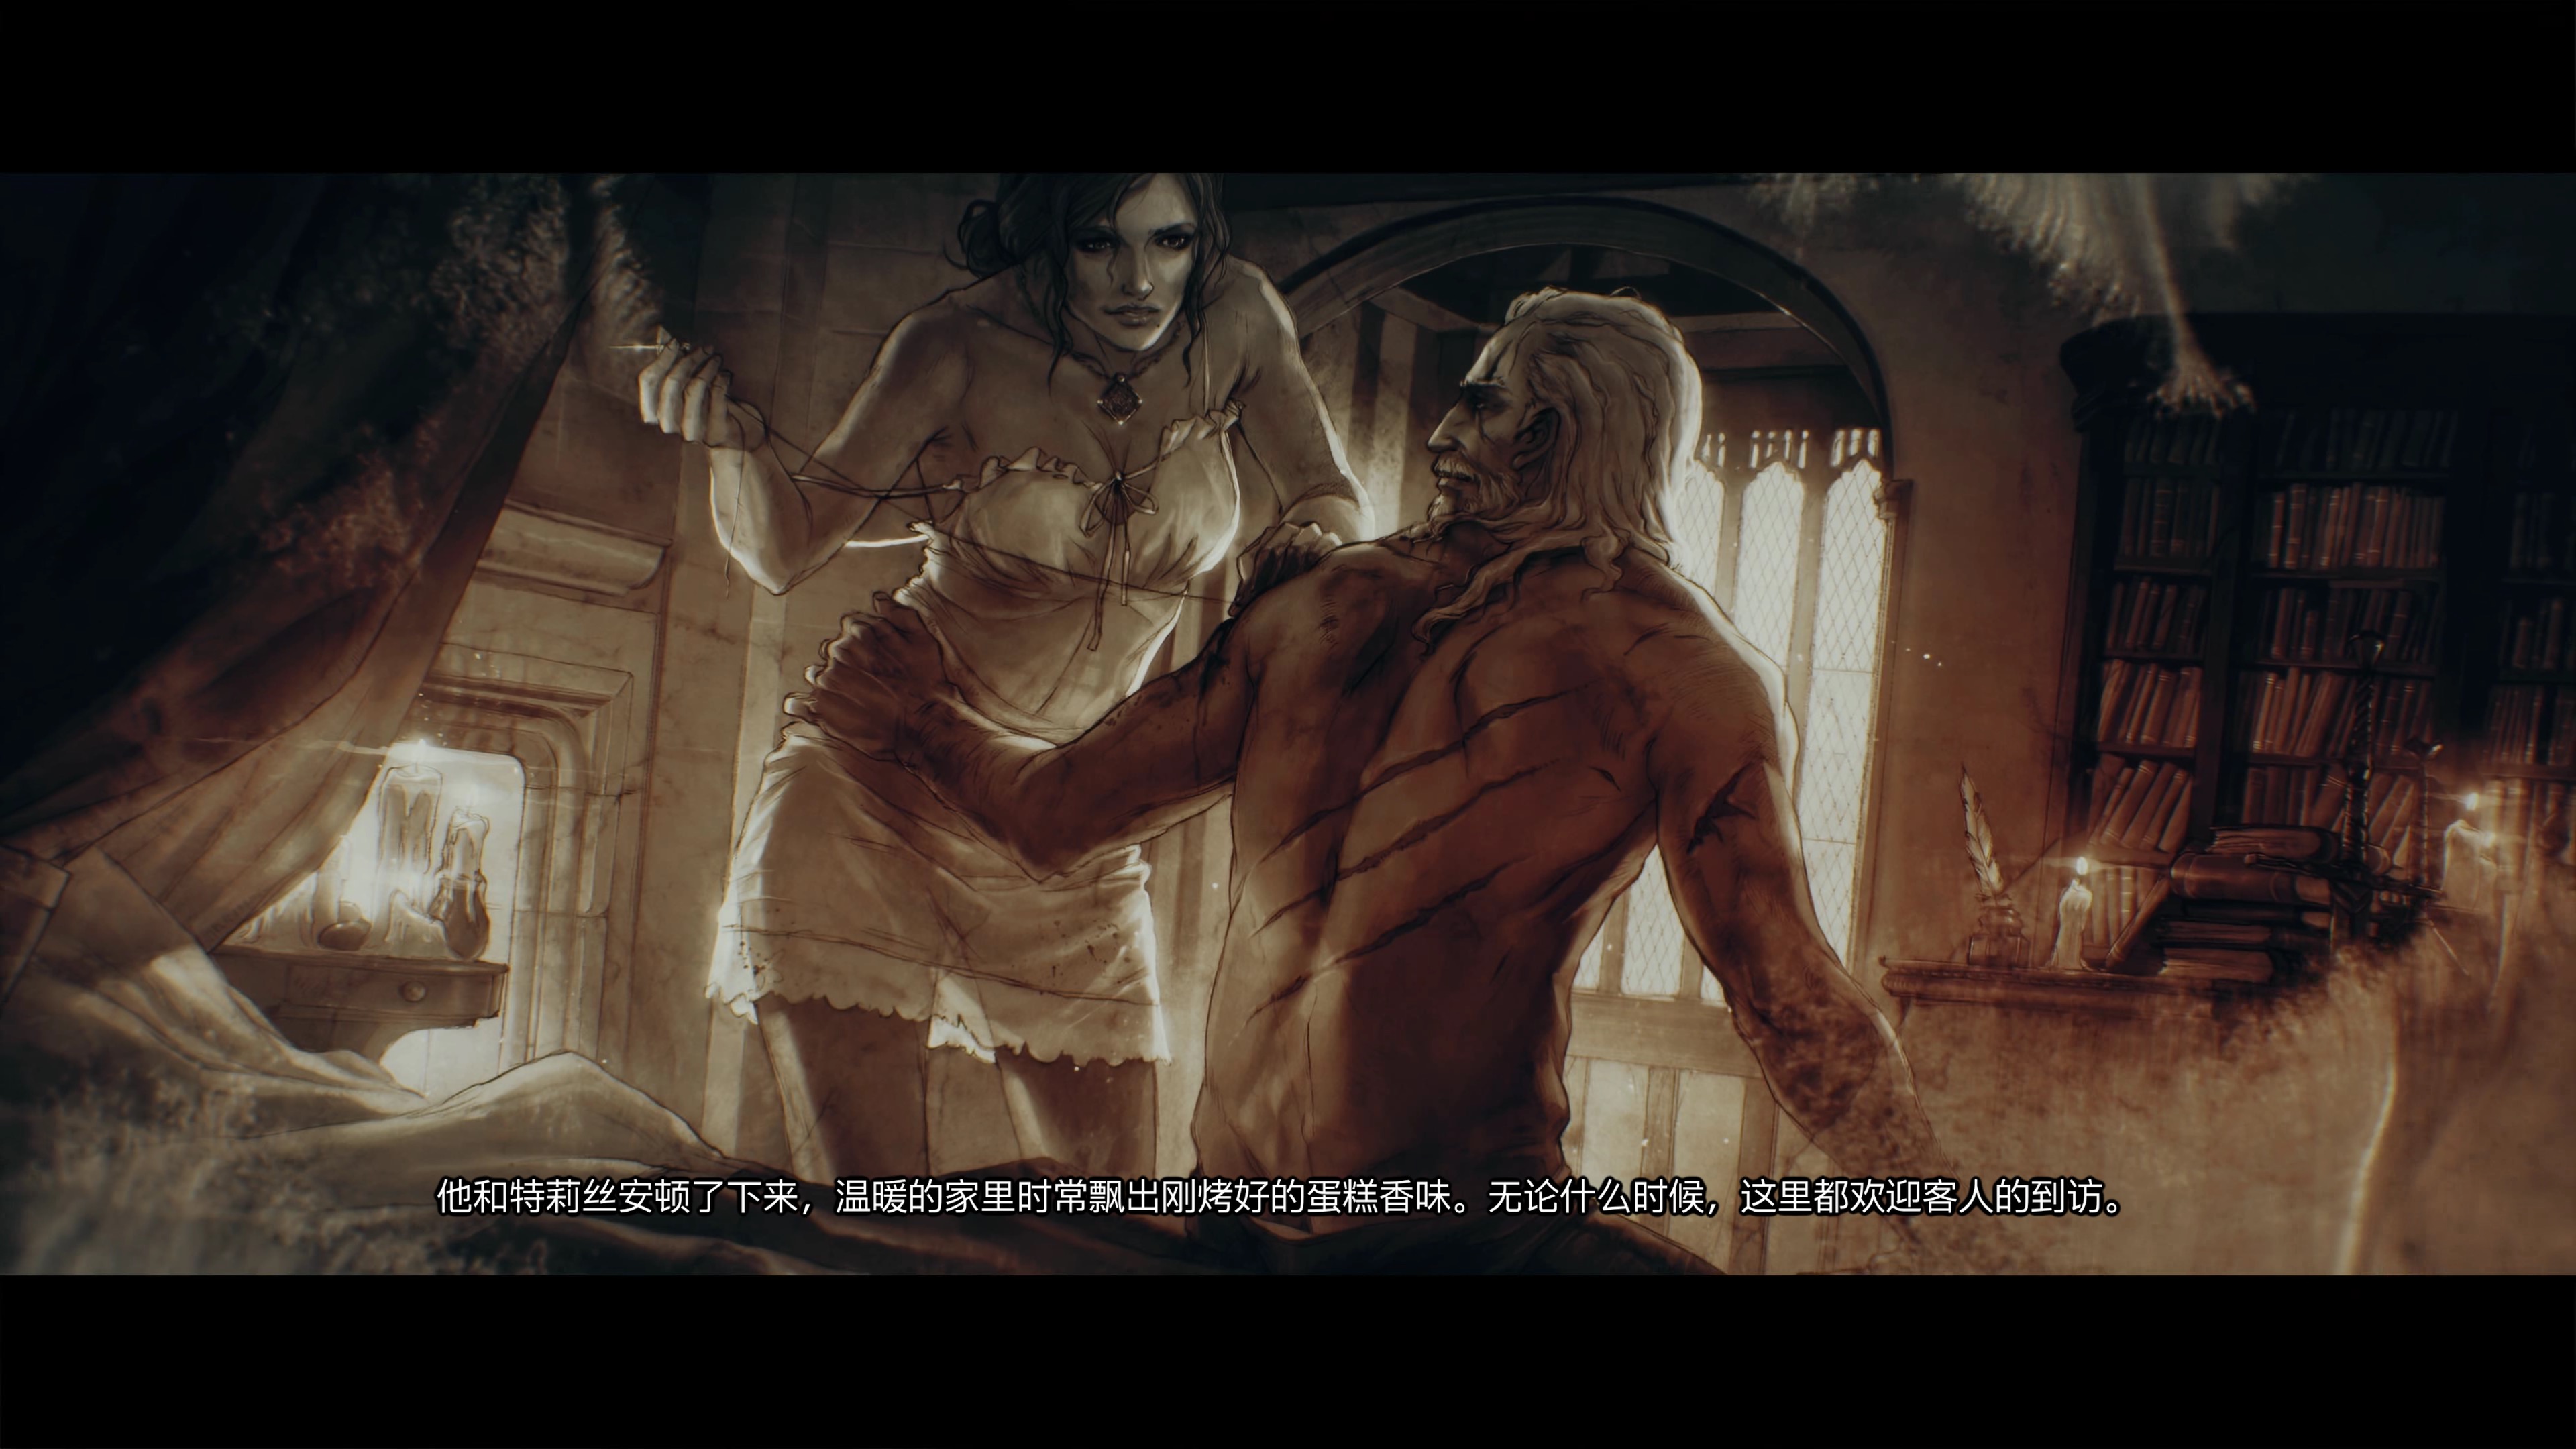 他和特莉丝安顿了下来，温暖的家里时常飘出刚烤好的蛋糕香味。无论什么时候，这里都欢迎客人的到访。